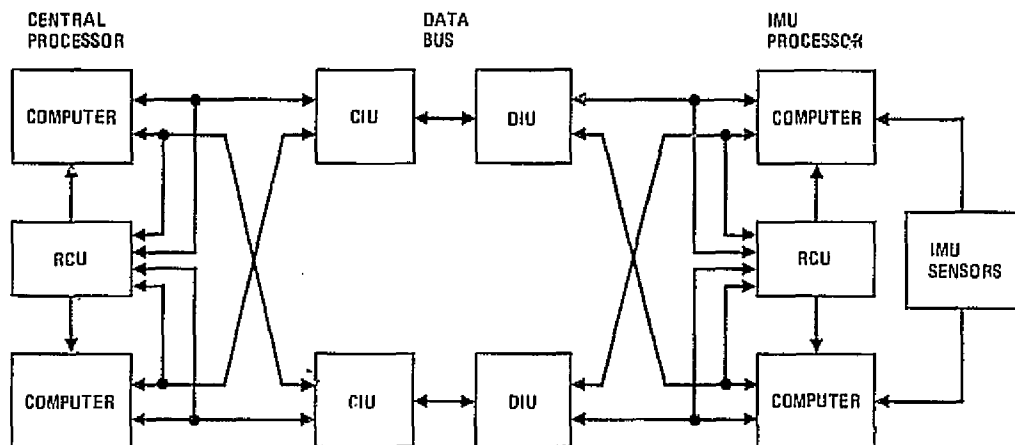 CENTRAL
PROCESSOR
DATA
BUS
IMU
PROCESSOR
COMPUTER
CIU
DIU
COMPUTER
RCU
RCU
IMU
SENSORS
COMPUTER
CIU
DIU
COMPUTER